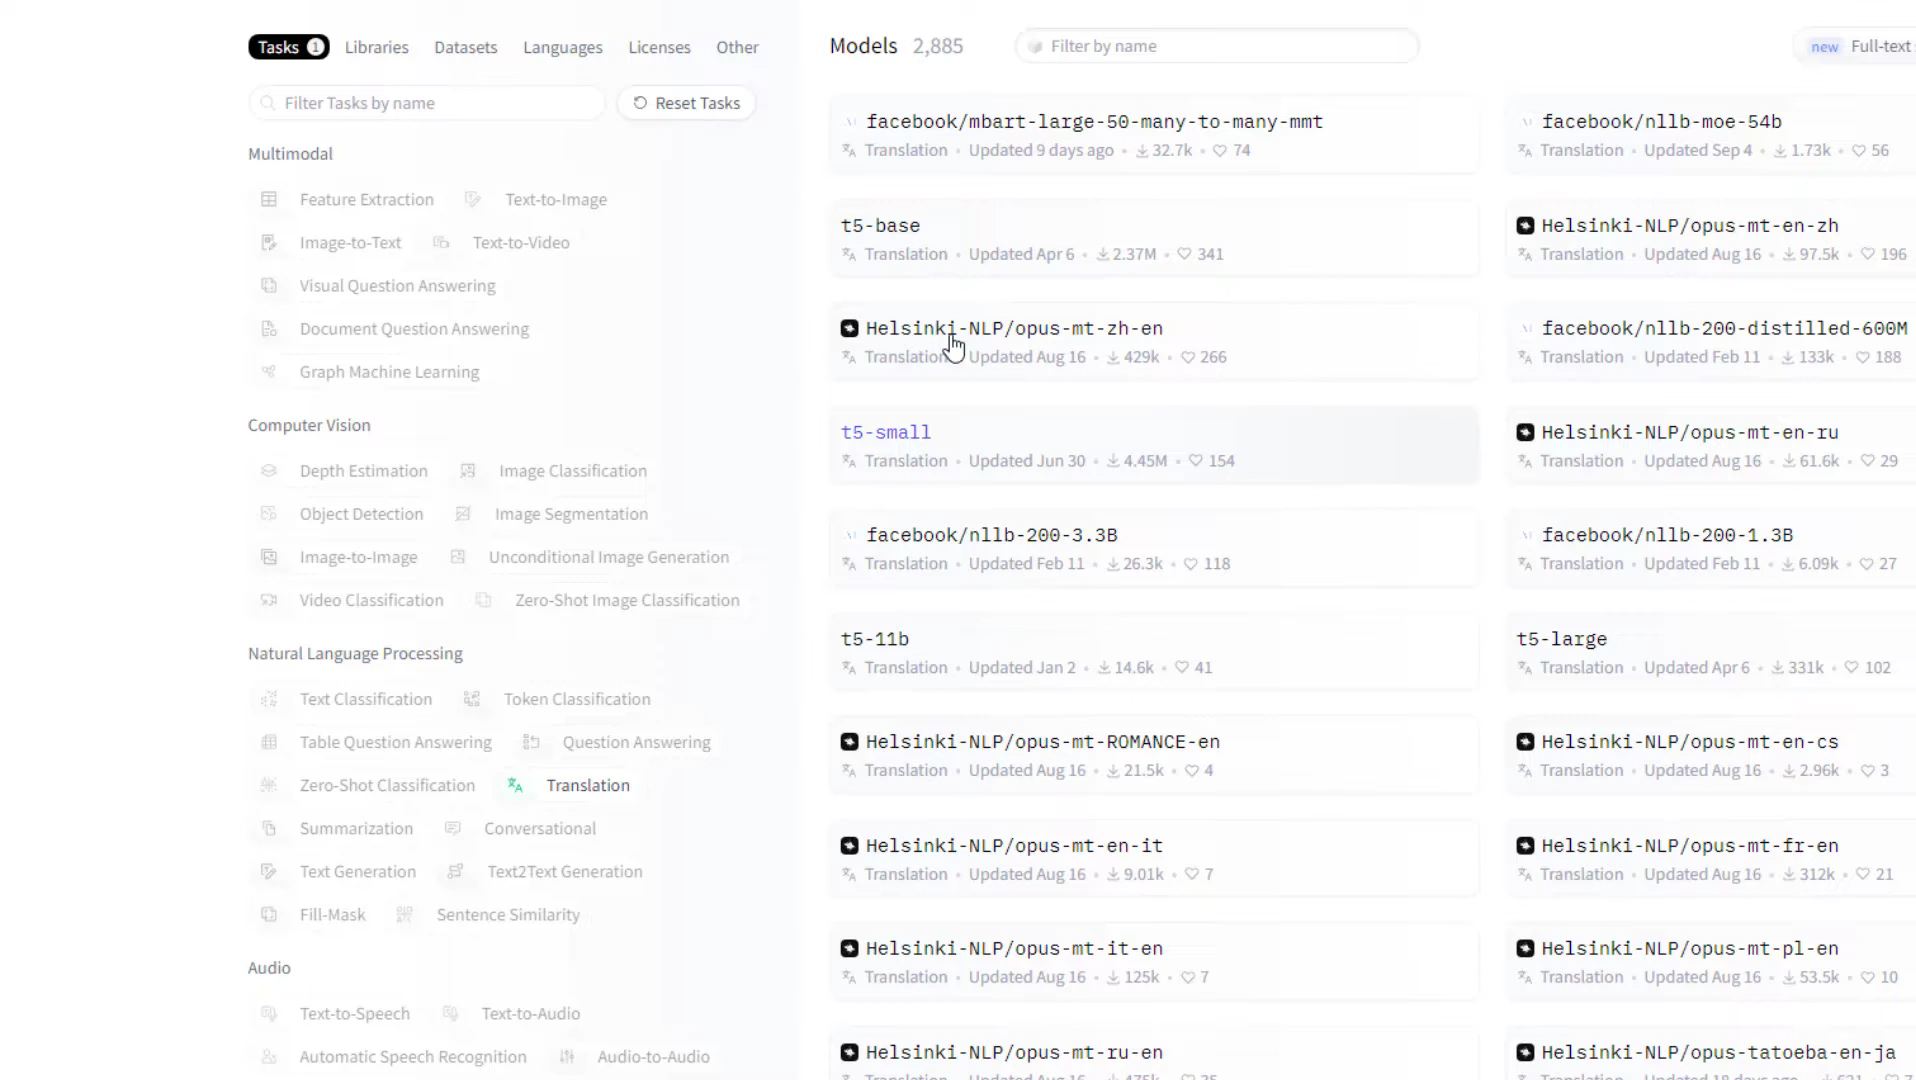 Tasks 1 Libraries Datasets Languages Licenses Other
Filter Tasks by name Reset Tasks
Multimodal
Feature Extraction Text-to-Image
Image-to-Text Text-to-Video
Visual Question Answering
Document Question Answering
Graph Machine Learning
Computer Vision
Depth Estimation Image Classification
Object Detection Image Segmentation
Image-to-Image Unconditional Image Generation
Video Classification Zero-Shot Image Classification
Natural Language Processing
Text Classification Token Classification
Table Question Answering Question Answering
Zero-Shot Classification Translation
Summarization Conversational
Text Generation Text2Text Generation
Fill-Mask Sentence Similarity
Audio
Text-to-Speech Text-to-Audio
Automatic Speech Recognition Audio-to-Audio
Models 2,885 Filter by name new Full-text
facebook/mbart-large-50-many-to-many-mmt
Translation • Updated 9 days ago • 32.7k • 74
facebook/nllb-moe-54b
Translation • Updated Sep 4 • 1.73k • 56
t5-base
Translation • Updated Apr 6 • 2.37M • 341
Helsinki-NLP/opus-mt-en-zh
Translation • Updated Aug 16 • 97.5k • 196
Helsinki-NLP/opus-mt-zh-en
Translation Updated Aug 16 • 429k • 266
facebook/nllb-200-distilled-600M
Translation • Updated Feb 11 • 133k • 188
t5-small
Translation • Updated Jun 30 • 4.45M • 154
Helsinki-NLP/opus-mt-en-ru
Translation • Updated Aug 16 • 61.6k • 29
facebook/nllb-200-3.3B
Translation • Updated Feb 11 • 26.3k • 118
facebook/nllb-200-1.3B
Translation • Updated Feb 11 • 6.09k • 27
t5-11b
Translation • Updated Jan 2 • 14.6k • 41
t5-large
Translation • Updated Apr 6 • 331k • 102
Helsinki-NLP/opus-mt-ROMANCE-en
Translation • Updated Aug 16 • 21.5k • 4
Helsinki-NLP/opus-mt-en-cs
Translation • Updated Aug 16 • 2.96k • 3
Helsinki-NLP/opus-mt-en-it
Translation • Updated Aug 16 • 9.01k • 7
Helsinki-NLP/opus-mt-fr-en
Translation • Updated Aug 16 • 312k • 21
Helsinki-NLP/opus-mt-it-en
Translation • Updated Aug 16 • 125k • 7
Helsinki-NLP/opus-mt-pl-en
Translation • Updated Aug 16 • 53.5k • 10
Helsinki-NLP/opus-mt-ru-en
Translation • Updated Aug 16
Helsinki-NLP/opus-tatoeba-en-ja
Translation • Updated 18 days ago